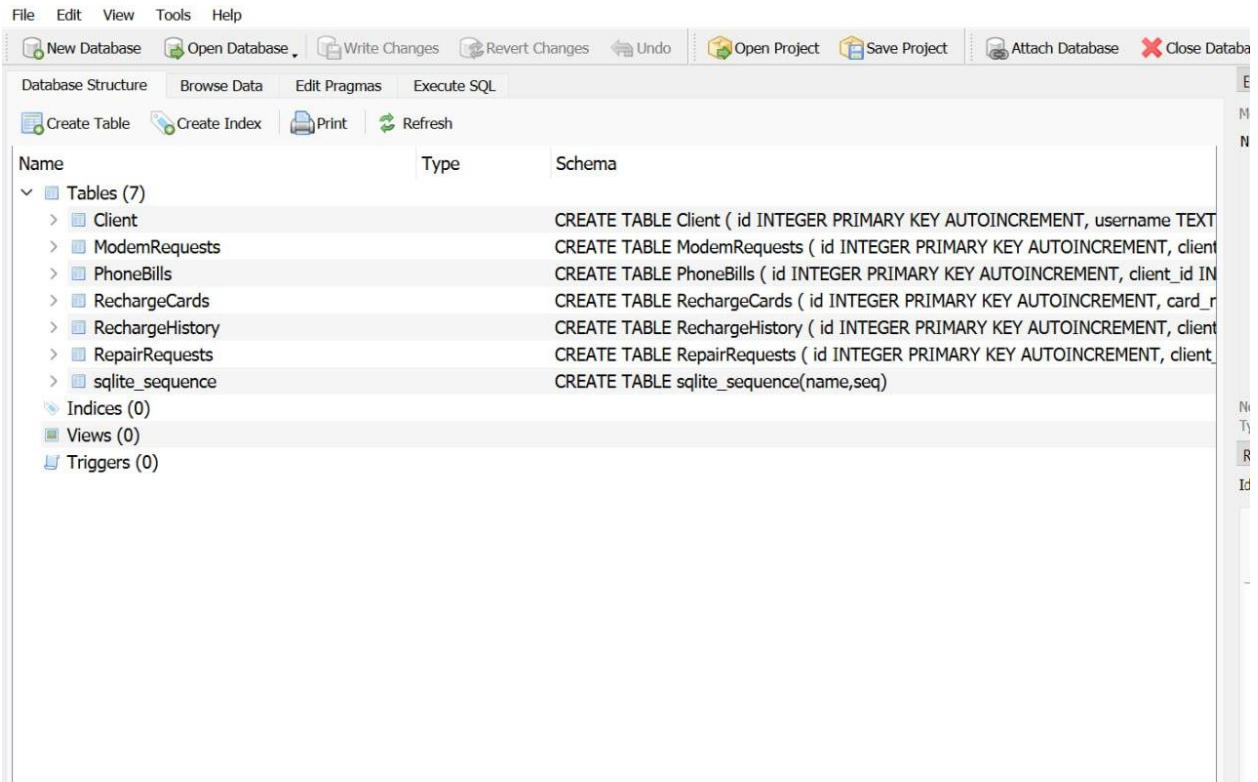 File Edit View Tools Help
New Database Open Database Write Changes Revert Changes Undo Open Project Save Project Attach Database Close Databa
Database Structure Browse Data Edit Pragmas Execute SQL
Create Table Create Index Print Refresh
Name Type Schema
Tables (7)
Client CREATE TABLE Client ( id INTEGER PRIMARY KEY AUTOINCREMENT, username TEXT
ModemRequests CREATE TABLE ModemRequests ( id INTEGER PRIMARY KEY AUTOINCREMENT, client
PhoneBills CREATE TABLE PhoneBills ( id INTEGER PRIMARY KEY AUTOINCREMENT, client_id IN
RechargeCards CREATE TABLE RechargeCards ( id INTEGER PRIMARY KEY AUTOINCREMENT, card_r
RechargeHistory CREATE TABLE RechargeHistory ( id INTEGER PRIMARY KEY AUTOINCREMENT, client
RepairRequests CREATE TABLE RepairRequests ( id INTEGER PRIMARY KEY AUTOINCREMENT, client_
sqlite_sequence CREATE TABLE sqlite_sequence(name,seq)
Indices (0)
Views (0)
Triggers (0)